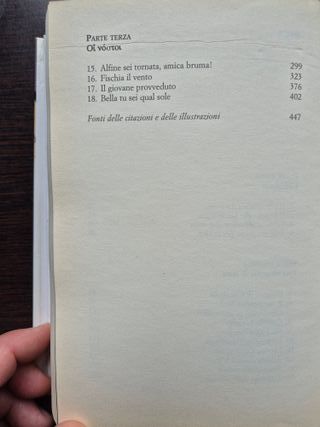 PARTE TERZA
ΟΙ νόστοι
15. Alfine sei tornata, amica bruma! 299
16. Fischia il vento 323
17. Il giovane provveduto 376
18. Bella tu sei qual sole 402
Fonti delle citazioni e delle illustrazioni 447